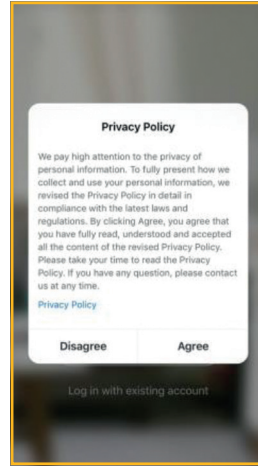 Privacy Policy
We pay high attention to the privacy of
personal information. To fully present how we
collect and use your personal information, we
revised the Privacy Policy in detail in
compliance with the latest laws and
regulations. By clicking Agree, you agree that
you have fully read, understood and accepted
all the content of the revised Privacy Policy.
Please take your time to read the Privacy
Policy. If you have any question, please contact
us at any time.
Privacy Policy
Disagree Agree
Log in with existing account